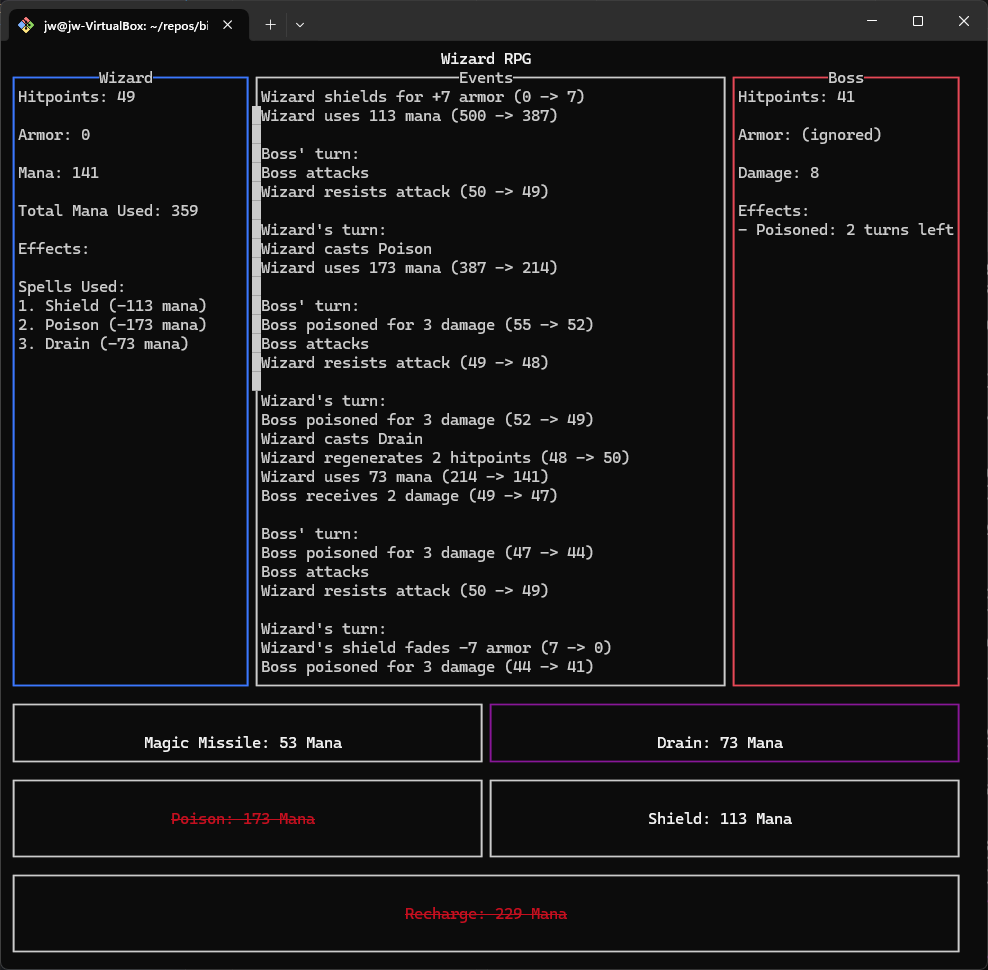 jw@jw-VirtualBox: ~/repos/bi
Wizard RPG
Wizard
Hitpoints: 49
Armor: 0
Mana: 141
Total Mana Used: 359
Effects:
Spells Used:
1. Shield (-113 mana)
2. Poison (-173 mana)
3. Drain (-73 mana)
Events
Wizard shields for +7 armor (0 -> 7)
Wizard uses 113 mana (500 -> 387)
Boss' turn:
Boss attacks
Wizard resists attack (50 -> 49)
Wizard's turn:
Wizard casts Poison
Wizard uses 173 mana (387 -> 214)
Boss' turn:
Boss poisoned for 3 damage (55 -> 52)
Boss attacks
Wizard resists attack (49 -> 48)
Wizard's turn:
Boss poisoned for 3 damage (52 -> 49)
Wizard casts Drain
Wizard regenerates 2 hitpoints (48 -> 50)
Wizard uses 73 mana (214 -> 141)
Boss receives 2 damage (49 -> 47)
Boss' turn:
Boss poisoned for 3 damage (47 -> 44)
Boss attacks
Wizard resists attack (50 -> 49)
Wizard's turn:
Wizard's shield fades -7 armor (7 -> 0)
Boss poisoned for 3 damage (44 -> 41)
Boss
Hitpoints: 41
Armor: (ignored)
Damage: 8
Effects:
- Poisoned: 2 turns left
Magic Missile: 53 Mana
Drain: 73 Mana
Poison: 173 Mana
Shield: 113 Mana
Recharge: 229 Mana